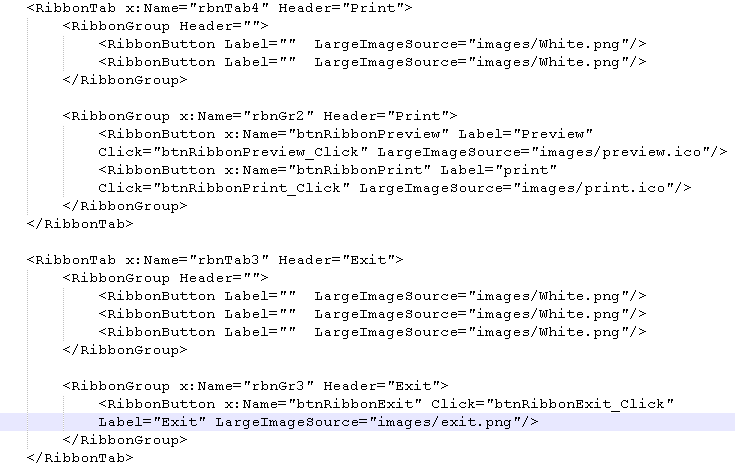 <RibbonTab x:Name="rbnTab4" Header="Print">
<RibbonGroup Header="">
<RibbonButton Label=""  LargeImageSource="images/White.png"/>
<RibbonButton Label=""  LargeImageSource="images/White.png"/>
</RibbonGroup>
<RibbonGroup x:Name="rbnGr2" Header="Print">
<RibbonButton x:Name="btnRibbonPreview" Label="Preview"
Click="btnRibbonPreview_Click" LargeImageSource="images/preview.ico"/>
<RibbonButton x:Name="btnRibbonPrint" Label="print"
Click="btnRibbonPrint_Click" LargeImageSource="images/print.ico"/>
</RibbonGroup>
</RibbonTab>
<RibbonTab x:Name="rbnTab3" Header="Exit">
<RibbonGroup Header="">
<RibbonButton Label=""  LargeImageSource="images/White.png"/>
<RibbonButton Label=""  LargeImageSource="images/White.png"/>
<RibbonButton Label=""  LargeImageSource="images/White.png"/>
</RibbonGroup>
<RibbonGroup x:Name="rbnGr3" Header="Exit">
<RibbonButton x:Name="btnRibbonExit" Click="btnRibbonExit_Click"
Label="Exit" LargeImageSource="images/exit.png"/>
</RibbonGroup>
</RibbonTab>